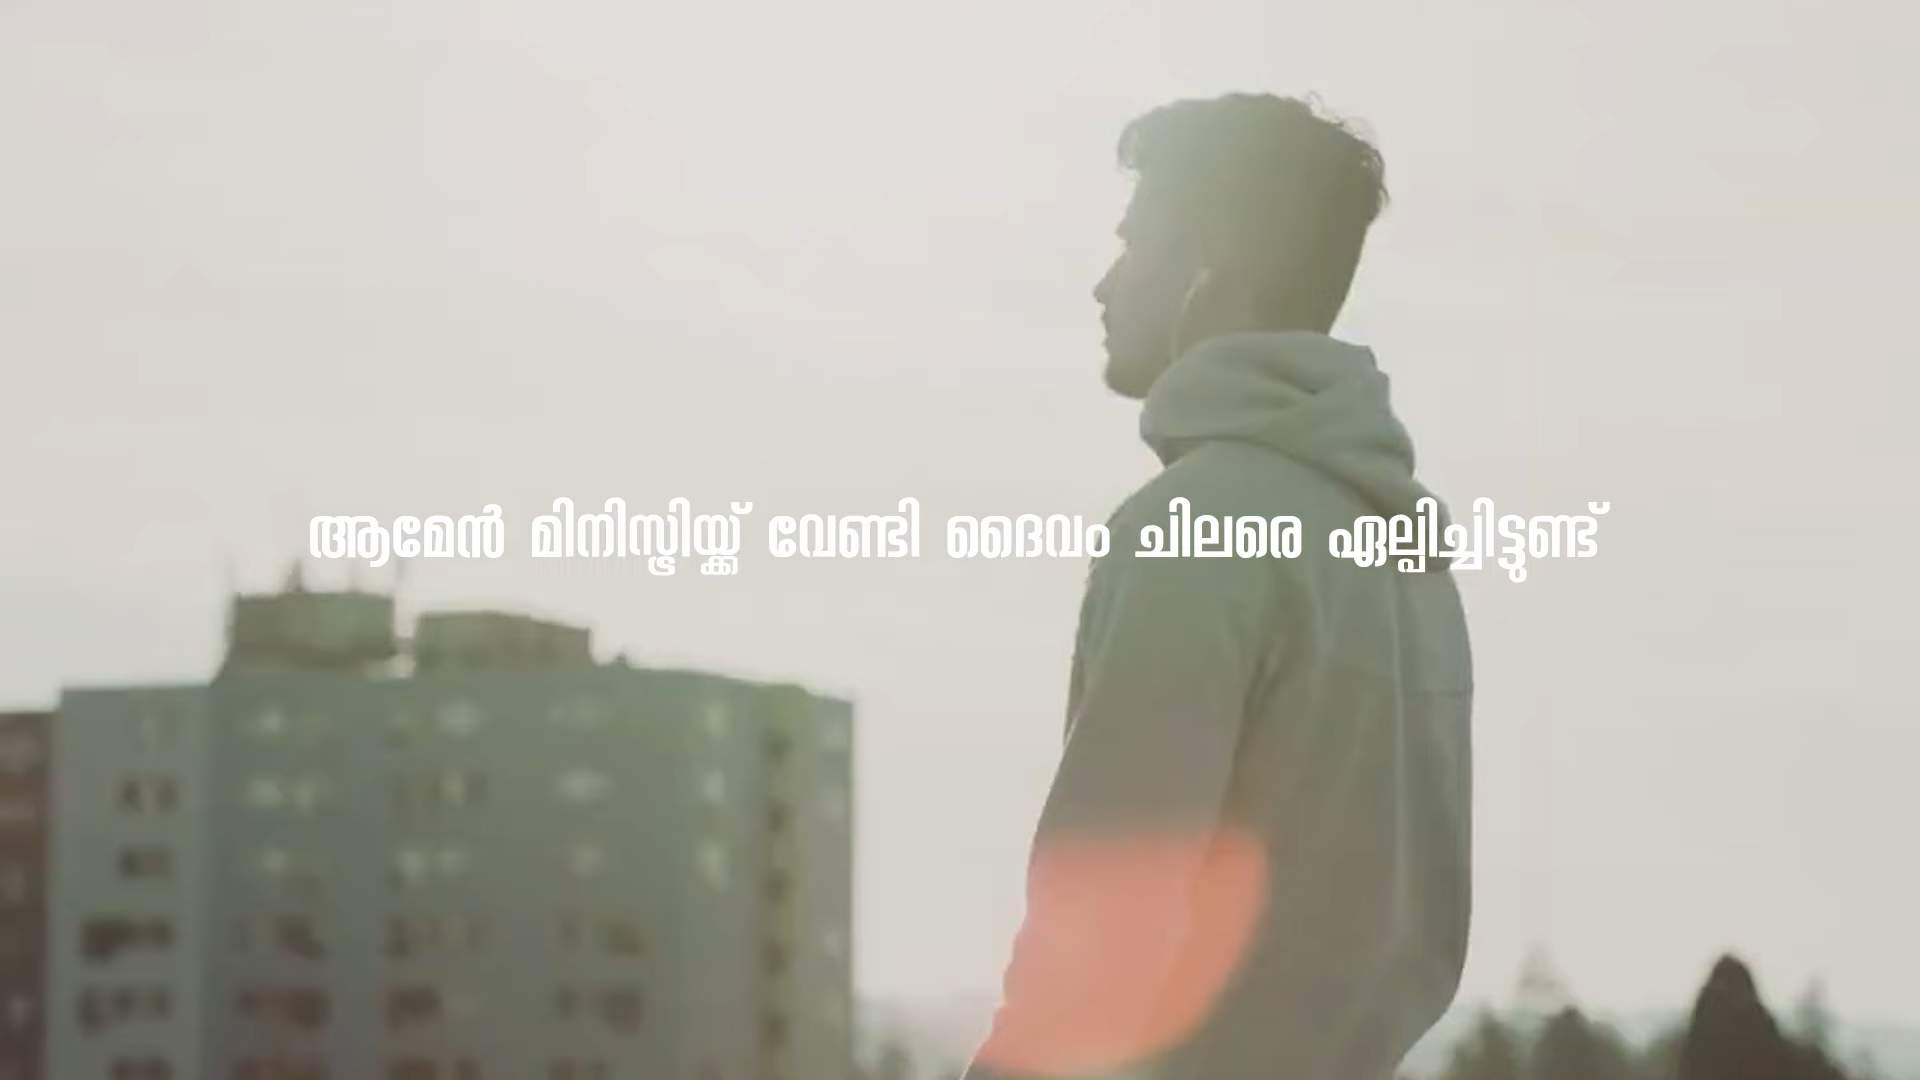 ആമേൻ മിനിസ്ട്രിയ്ക്ക് വേണ്ടി ദൈവം ചിലരെ ഏല്പിച്ചിട്ടുണ്ട്